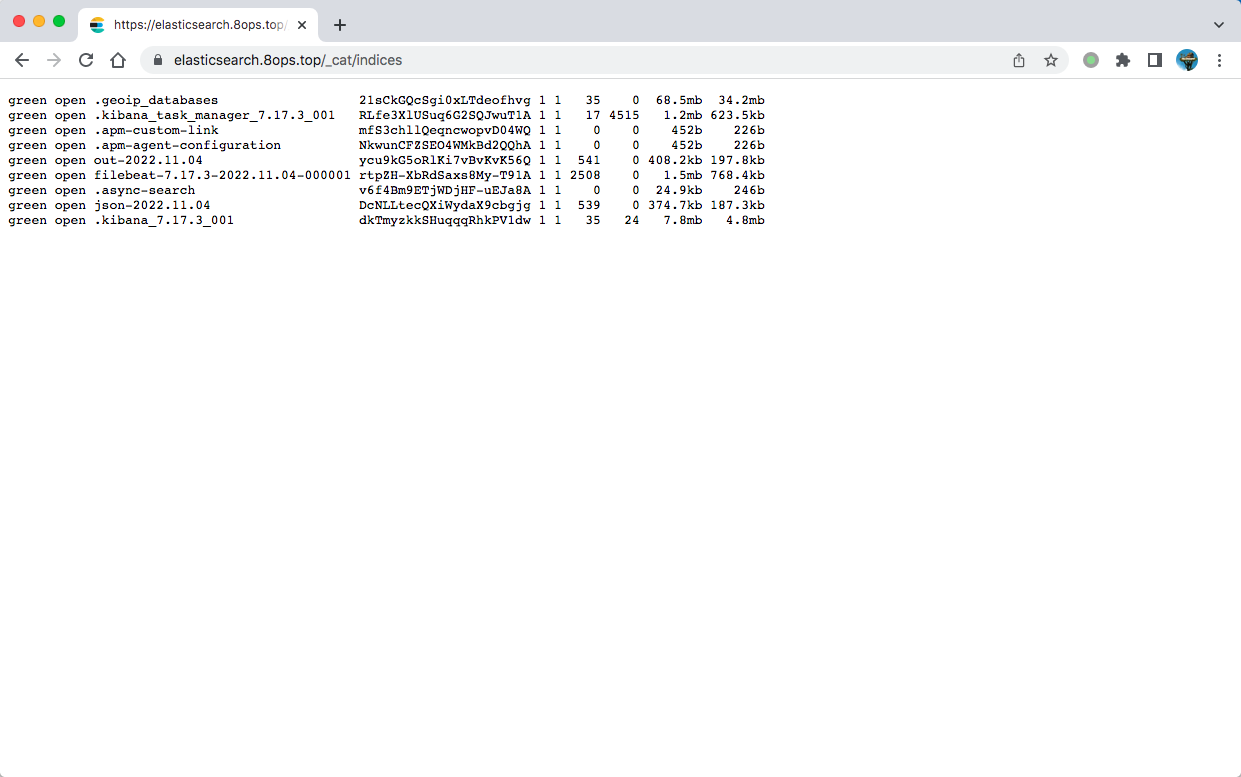 https://elasticsearch.8ops.top/
elasticsearch.8ops.top/_cat/indices
green open .geoip_databases 2lsCkGQcSgi0xLTdeofhvg 1 1 35 0 68.5mb 34.2mb
green open .kibana_task_manager_7.17.3_001 RLfe3XlUSuq6G2SQJwuT1A 1 1 17 4515 1.2mb 623.5kb
green open .apm-custom-link mfS3chllQeqncwopvD04WQ 1 1 0 0 452b 226b
green open .apm-agent-configuration NkwunCFZSEO4WMkBd2QQhA 1 1 0 0 452b 226b
green open out-2022.11.04 ycu9kG5oRlKi7vBvKvK56Q 1 1 541 0 408.2kb 197.8kb
green open filebeat-7.17.3-2022.11.04-000001 rtpZH-XbRdSaxs8My-T91A 1 1 2508 0 1.5mb 768.4kb
green open .async-search v6f4Bm9ETjWDjHF-uEJa8A 1 1 0 0 24.9kb 246b
green open json-2022.11.04 DcNLLtecQXiWydaX9cbgjg 1 1 539 0 374.7kb 187.3kb
green open .kibana_7.17.3_001 dkTmyzkkSHuqqqRhkPV1dw 1 1 35 24 7.8mb 4.8mb